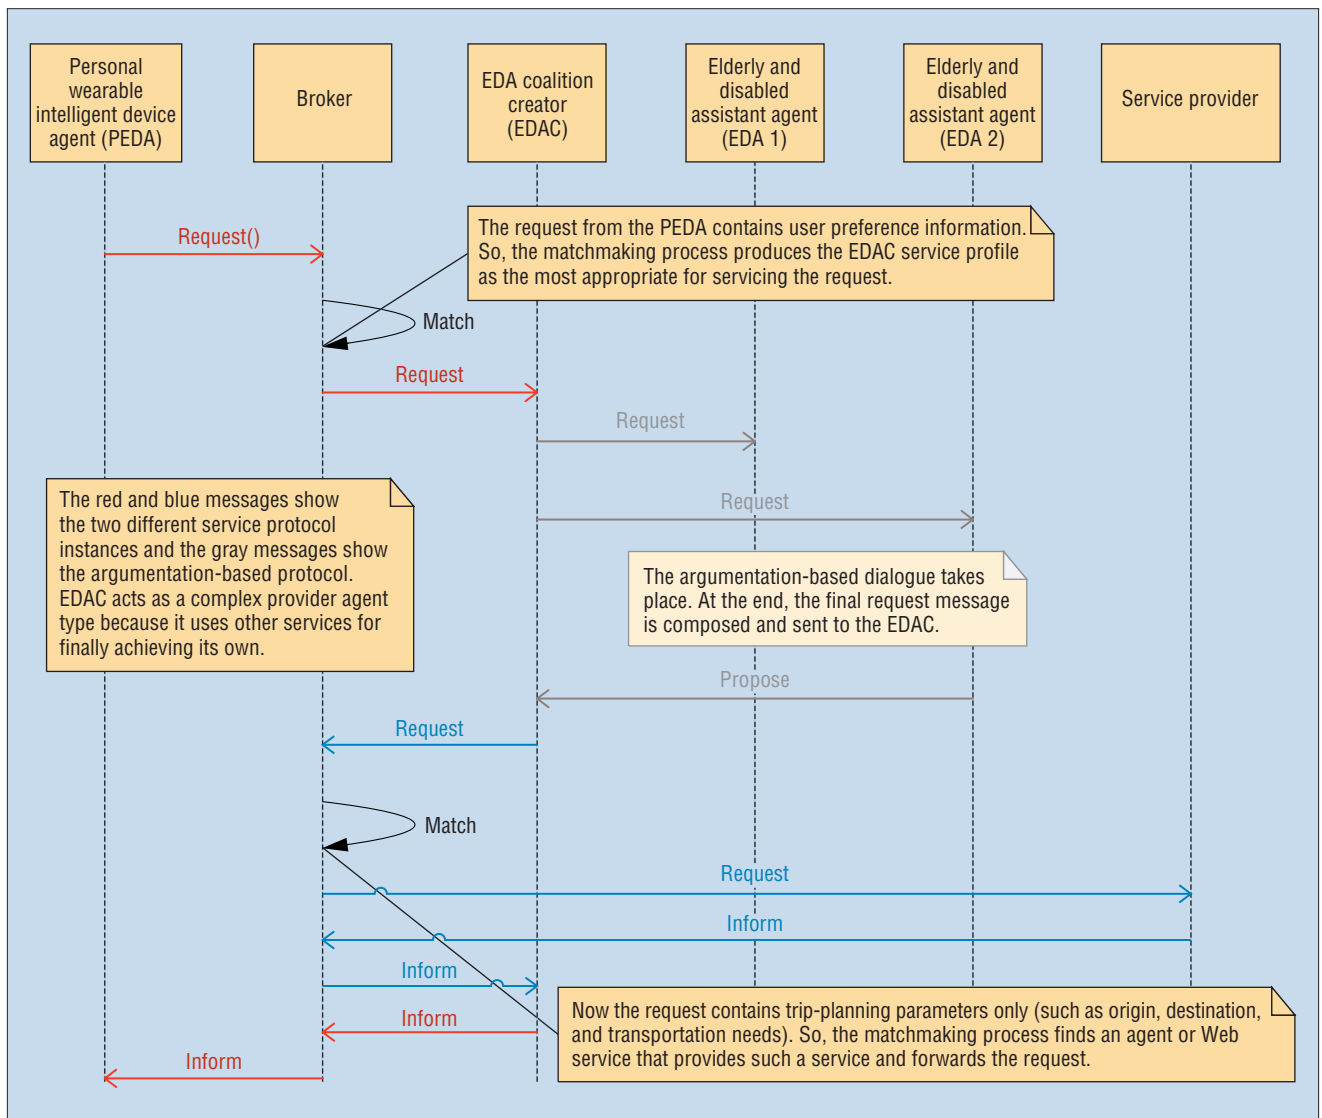 Personal
wearable
intelligent device
agent (PEDA)
Broker
EDA coalition
creator
(EDAC)
Elderly and
disabled
assistant agent
(EDA 1)
Elderly and
disabled
assistant agent
(EDA 2)
Service provider
The request from the PEDA contains user preference information.
So, the matchmaking process produces the EDAC service profile
as the most appropriate for servicing the request.
Request()
Match
Request
Request
The red and blue messages show
the two different service protocol
instances and the gray messages show
the argumentation-based protocol.
EDAC acts as a complex provider agent
type because it uses other services for
finally achieving its own.
Request
The argumentation-based dialogue takes
place. At the end, the final request message
is composed and sent to the EDAC.
Propose
Request
Match
Request
Inform
Inform
Inform
Now the request contains trip-planning parameters only (such as origin, destination,
and transportation needs). So, the matchmaking process finds an agent or Web
service that provides such a service and forwards the request.
Inform